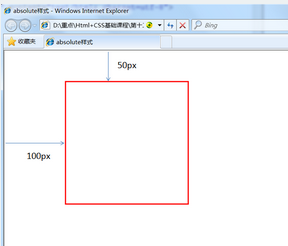 absolute样式 - Windows Internet Explorer
D:\重点\Html+CSS基础课程\第十
Bing
收藏夹
absolute样式
50px
100px